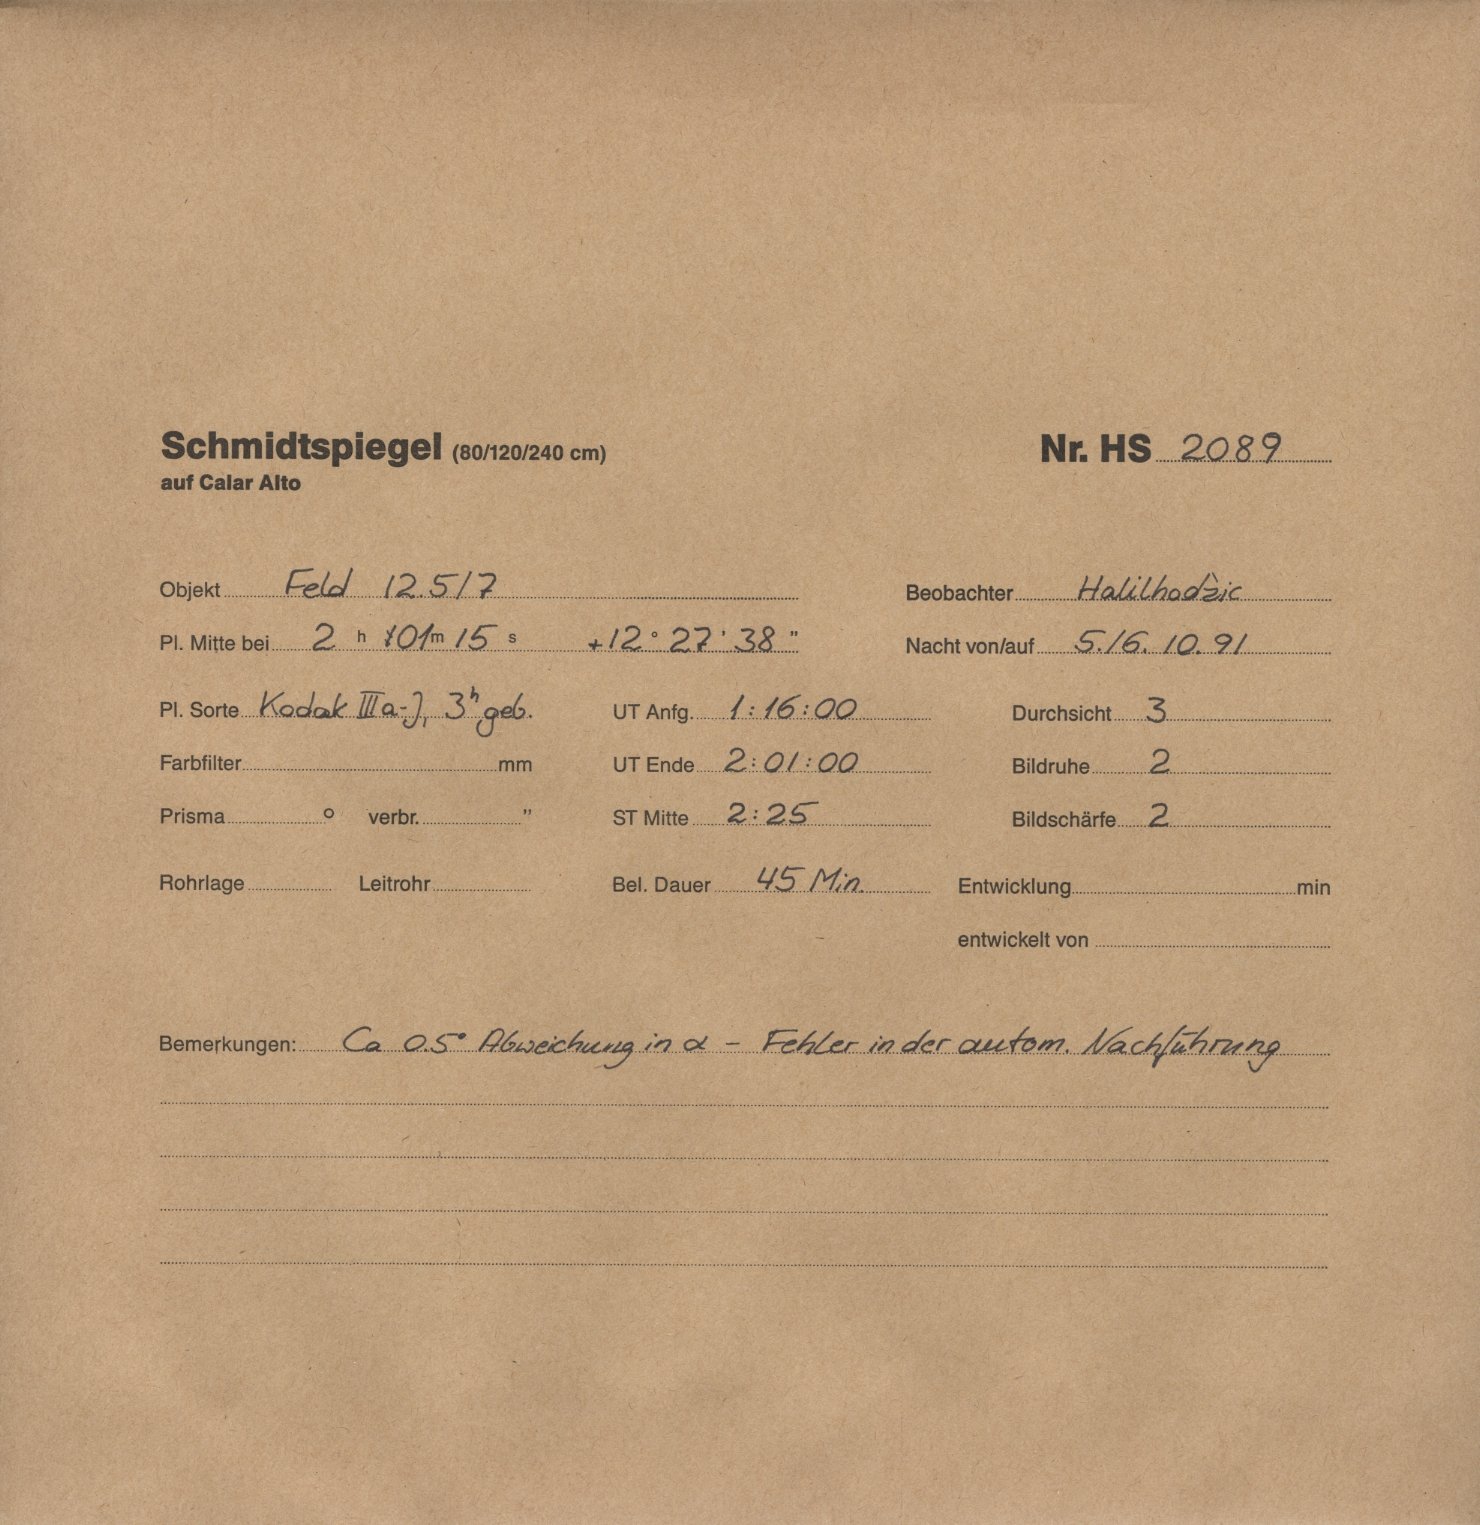 Schmidtspiegel (80/120/240 cm) Nr. HS 2089
auf Calar Alto
Objekt Feld 12.5/7 Beobachter Halilhodžic
Pl. Mitte bei 2 h 01 m 15 s +12° 27' 38" Nacht von/auf 5./6. 10. 91
Pl. Sorte Kodak IIIa-J, 3h geb. UT Anfg. 1:16:00 Durchsicht 3
Farbfilter mm UT Ende 2:01:00 Bildruhe 2
Prisma ° verbr. " ST Mitte 2:25 Bildschärfe 2
Rohrlage Leitrohr Bel. Dauer 45 Min. Entwicklung min
entwickelt von
Bemerkungen: Ca 0.5° Abweichung in α – Fehler in der autom. Nachführung